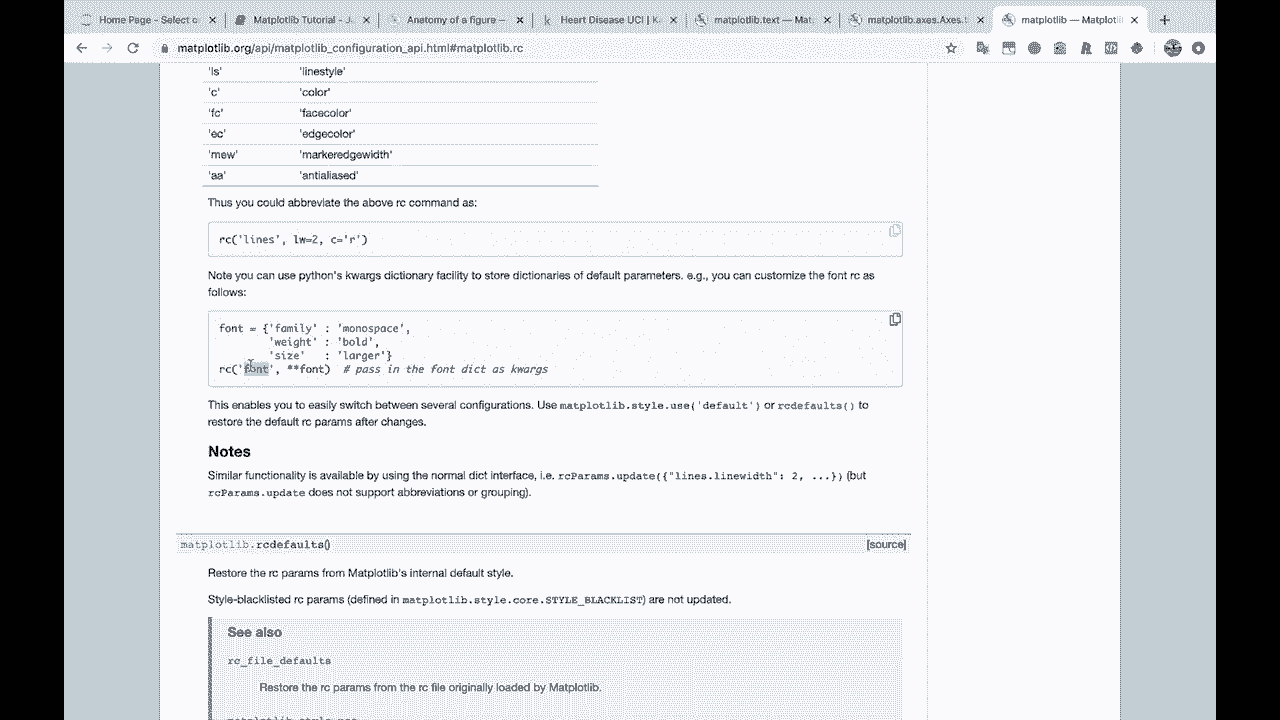 Home Page - Select o
Matplotlib Tutorial - J
Anatomy of a figure —
Heart Disease UCI | K
matplotlib.text — Mat
matplotlib.axes.Axes.
matplotlib — Matplotli
matplotlib.org/api/matplotlib_configuration_api.html#matplotlib.rc
'ls' 'linestyle'
'c' 'color'
'fc' 'facecolor'
'ec' 'edgecolor'
'mew' 'markeredgewidth'
'aa' 'antialiased'
Thus you could abbreviate the above rc command as:
rc('lines', lw=2, c='r')
Note you can use python's kwargs dictionary facility to store dictionaries of default parameters. e.g., you can customize the font rc as
follows:
font = {'family' : 'monospace',
'weight' : 'bold',
'size' : 'larger'}
rc('font', **font) # pass in the font dict as kwargs
This enables you to easily switch between several configurations. Use matplotlib.style.use('default') or rcdefaults() to
restore the default rc params after changes.
Notes
Similar functionality is available by using the normal dict interface, i.e. rcParams.update({"lines.linewidth": 2, ...}) (but
rcParams.update does not support abbreviations or grouping).
matplotlib.rcdefaults() [source]
Restore the rc params from Matplotlib's internal default style.
Style-blacklisted rc params (defined in matplotlib.style.core.STYLE_BLACKLIST) are not updated.
See also
rc_file_defaults
Restore the rc params from the rc file originally loaded by Matplotlib.